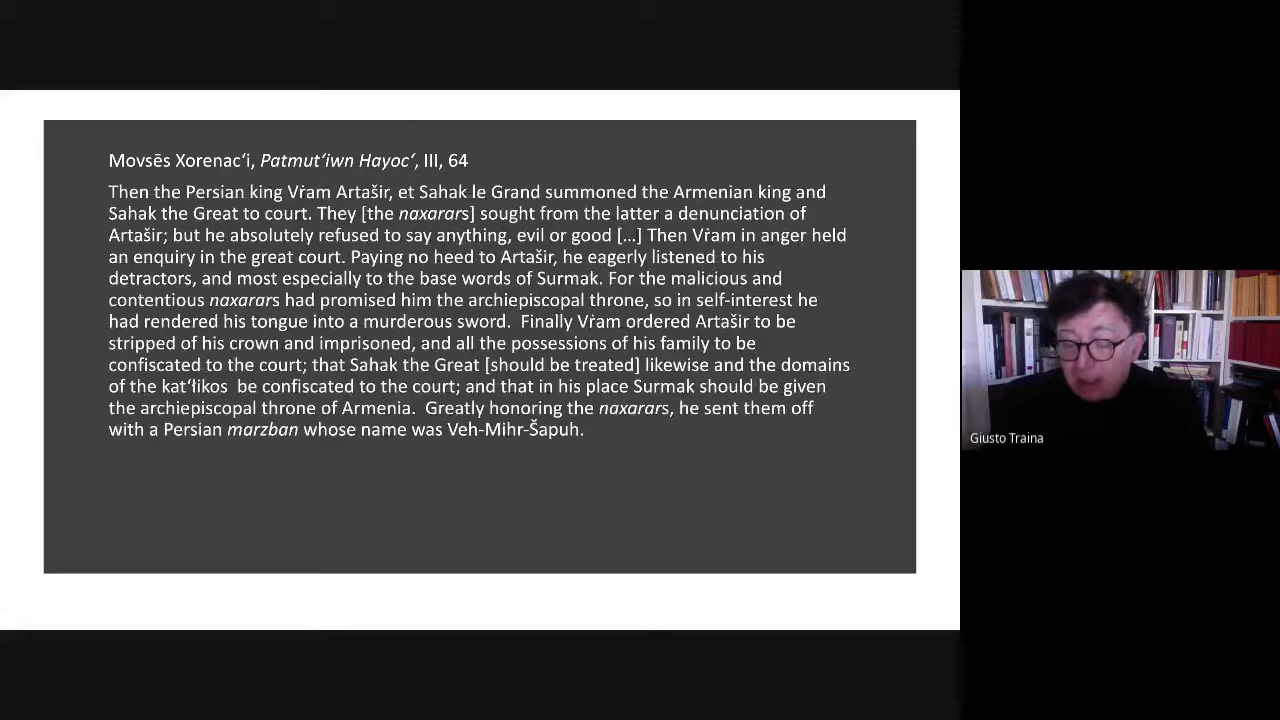 Movsēs Xorenac‘i, Patmut‘iwn Hayoc‘, III, 64
Then the Persian king Vṙam Artašir, et Sahak le Grand summoned the Armenian king and
Sahak the Great to court. They [the naxarars] sought from the latter a denunciation of
Artašir; but he absolutely refused to say anything, evil or good [...] Then Vṙam in anger held
an enquiry in the great court. Paying no heed to Artašir, he eagerly listened to his
detractors, and most especially to the base words of Surmak. For the malicious and
contentious naxarars had promised him the archiepiscopal throne, so in self-interest he
had rendered his tongue into a murderous sword.  Finally Vṙam ordered Artašir to be
stripped of his crown and imprisoned, and all the possessions of his family to be
confiscated to the court; that Sahak the Great [should be treated] likewise and the domains
of the kat‘łikos  be confiscated to the court; and that in his place Surmak should be given
the archiepiscopal throne of Armenia.  Greatly honoring the naxarars, he sent them off
with a Persian marzban whose name was Veh-Mihr-Šapuh.
Giusto Traina